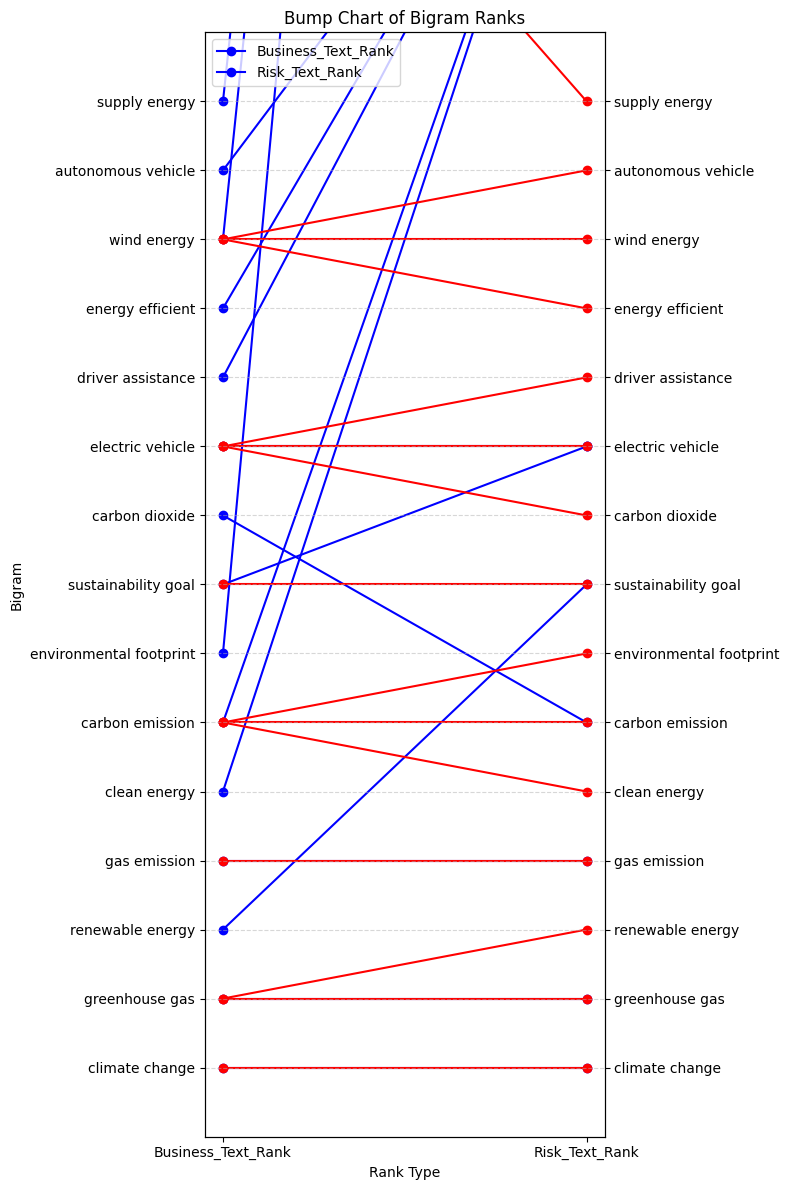 Bump Chart of Bigram Ranks
Business_Text_Rank
Risk_Text_Rank
supply energy
supply energy
autonomous vehicle
autonomous vehicle
wind energy
wind energy
energy efficient
energy efficient
driver assistance
driver assistance
electric vehicle
electric vehicle
carbon dioxide
carbon dioxide
Bigram
sustainability goal
sustainability goal
environmental footprint
environmental footprint
carbon emission
carbon emission
clean energy
clean energy
gas emission
gas emission
renewable energy
renewable energy
greenhouse gas
greenhouse gas
climate change
climate change
Business_Text_Rank
Risk_Text_Rank
Rank Type